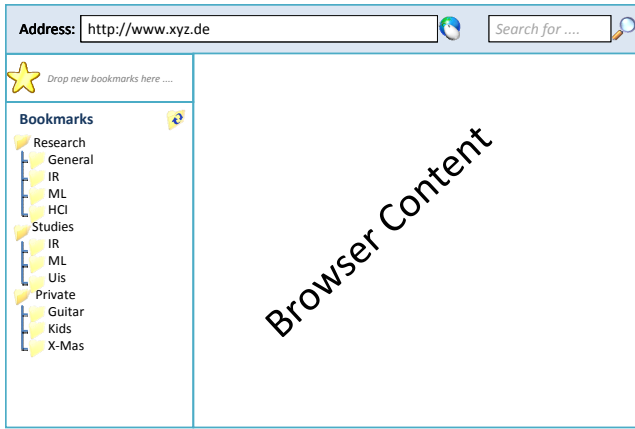 Address: http://www.xyz.de
Search for ....
Drop new bookmarks here ....
Bookmarks
Research
General
IR
ML
HCI
Studies
IR
ML
Uis
Private
Guitar
Kids
X-Mas
Browser Content